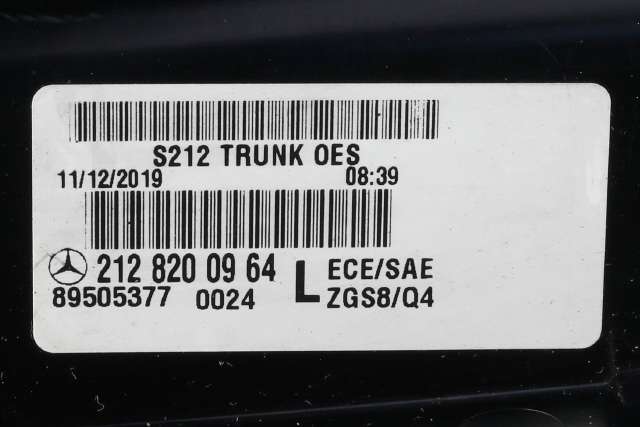 S212 TRUNK OES
11/12/2019 08:39
212 820 09 64 L ECE/SAE
89505377 0024 ZGS8/Q4